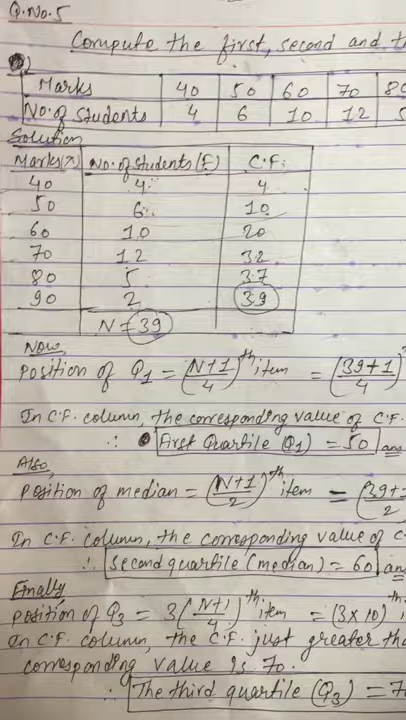 Q.No.5
Compute the first, second and
Marks 40 50 60 70 80
No. of Students 4 6 10 12 5
Solution
Marks(x) No. of students (f) C.F.
40 4 4
50 6 10
60 10 20
70 12 32
80 5 37
90 2 39
N = 39
Now,
Position of Q1 = (N+1/4)th item = (39+1/4)
In C.F. column, the corresponding value of C.F.
∴ First Quartile (Q1) = 50 ans
Also,
Position of median = (N+1/2)th item = (39+/2
In C.F. column, the corresponding value of C.
∴ Second quartile (median) = 60 ans
Finally
position of Q3 = 3(N+1/4)th item = (3×10)th
In C.F. column, the C.F. just greater
corresponding value is 70.
∴ The third quartile (Q3) = 7